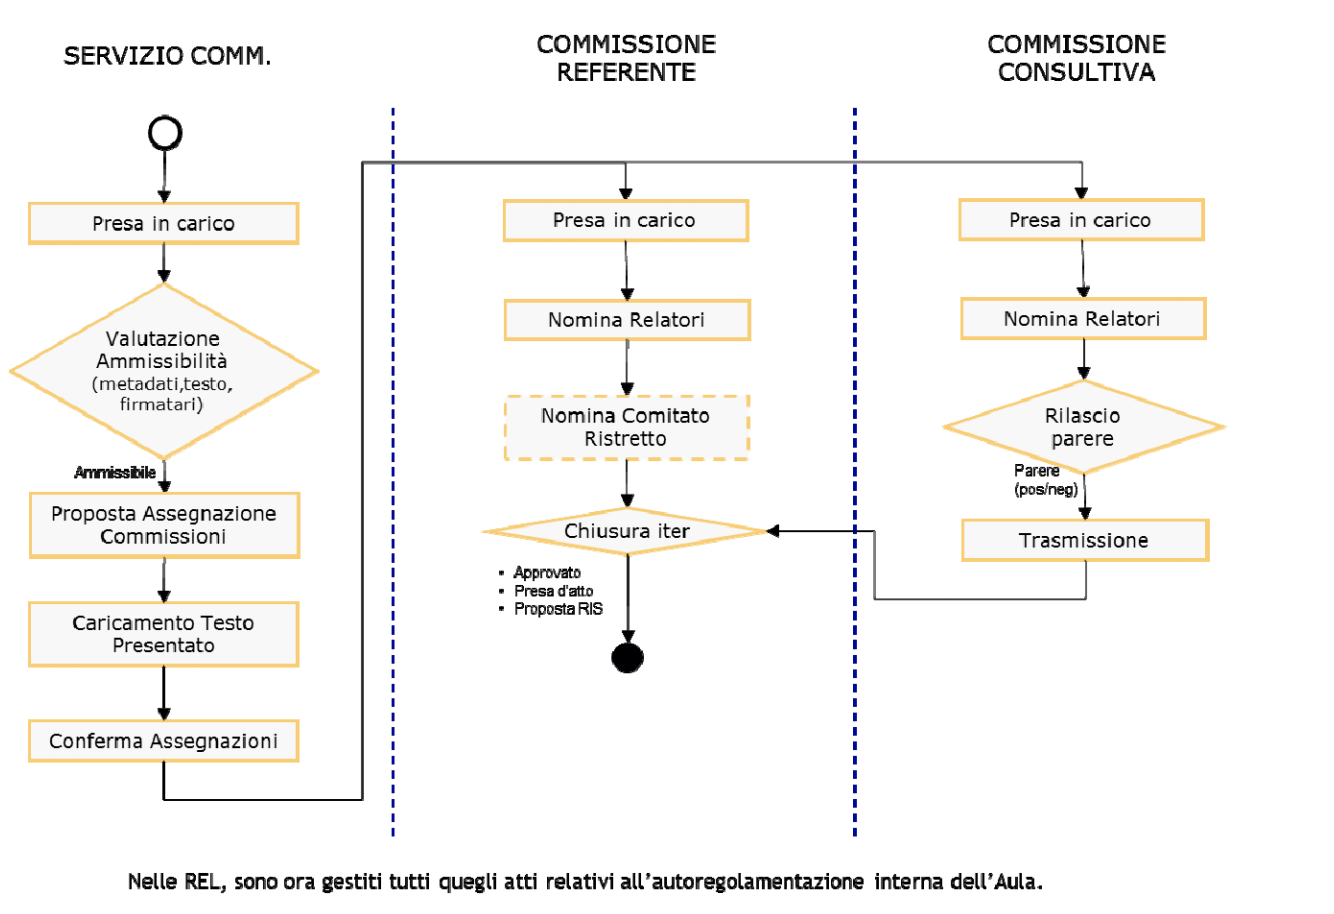 SERVIZIO COMM.
COMMISSIONE
REFERENTE
COMMISSIONE
CONSULTIVA
Presa in carico
Valutazione
Ammissibilità
(metadati,testo,
firmatari)
Ammissibile
Proposta Assegnazione
Commissioni
Caricamento Testo
Presentato
Conferma Assegnazioni
Presa in carico
Nomina Relatori
Nomina Comitato
Ristretto
Chiusura iter
▪ Approvato
▪ Presa d'atto
▪ Proposta RIS
Presa in carico
Nomina Relatori
Rilascio
parere
Parere
(pos/neg)
Trasmissione
Nelle REL, sono ora gestiti tutti quegli atti relativi all'autoregolamentazione interna dell'Aula.